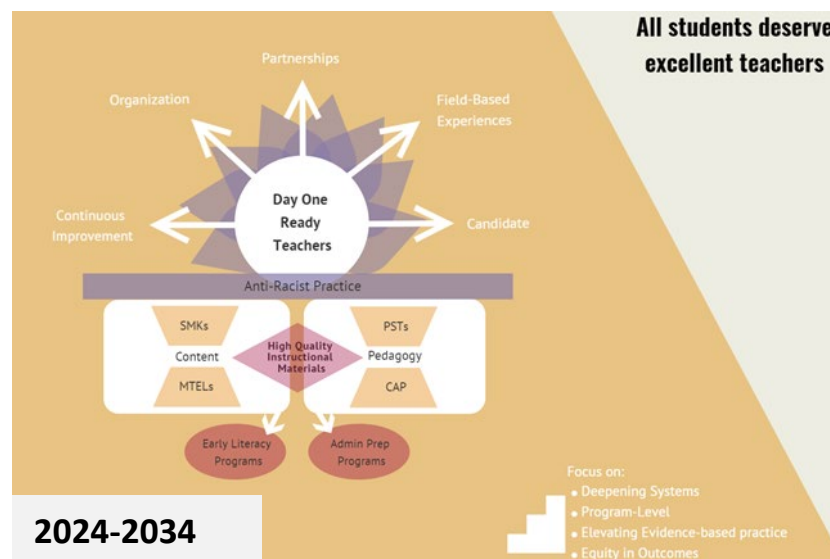 All students deserve
excellent teachers
Partnerships
Organization
Field-Based
Experiences
Continuous
Improvement
Candidate
Day One
Ready
Teachers
Anti-Racist Practice
SMKs
Content
MTELs
High Quality
Instructional
Materials
PSTs
Pedagogy
CAP
Early Literacy
Programs
Admin Prep
Programs
Focus on:
• Deepening Systems
• Program-Level
• Elevating Evidence-based practice
• Equity in Outcomes
2024-2034